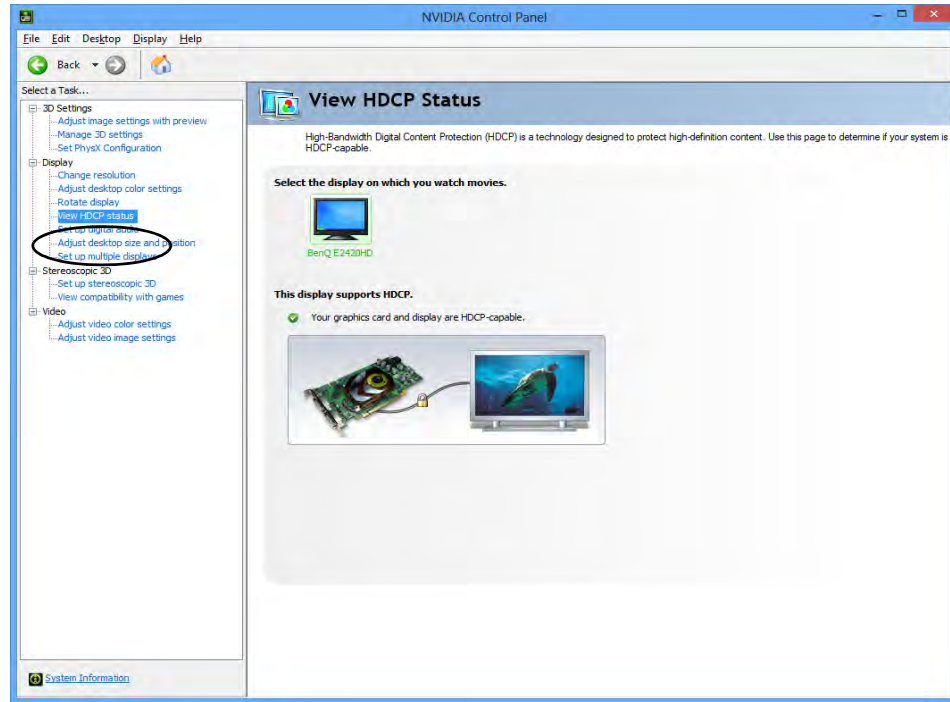 NVIDIA Control Panel
File Edit Desktop Display Help
Back
Select a Task...
3D Settings
Adjust image settings with preview
Manage 3D settings
Set PhysX Configuration
Display
Change resolution
Adjust desktop color settings
Rotate display
View HDCP status
Set up digital audio
Adjust desktop size and position
Set up multiple displays
Stereoscopic 3D
Set up stereoscopic 3D
View compatibility with games
Video
Adjust video color settings
Adjust video image settings
System Information
View HDCP Status
High-Bandwidth Digital Content Protection (HDCP) is a technology designed to protect high-definition content. Use this page to determine if your system is
HDCP-capable.
Select the display on which you watch movies.
BenQ E2420HD
This display supports HDCP.
Your graphics card and display are HDCP-capable.